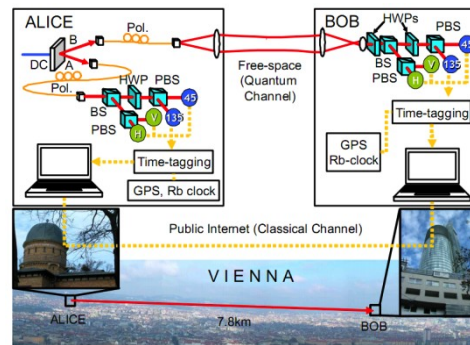 ALICE
B
Pol.
DC
A
Pol.
HWP
PBS
45
BS
V
135
PBS
H
Time-tagging
GPS, Rb clock
Free-space
(Quantum
Channel)
BOB
HWPs
PBS
45
BS
V
135
PBS
H
Time-tagging
GPS
Rb-clock
Public Internet (Classical Channel)
VIENNA
ALICE
7.8km
BOB